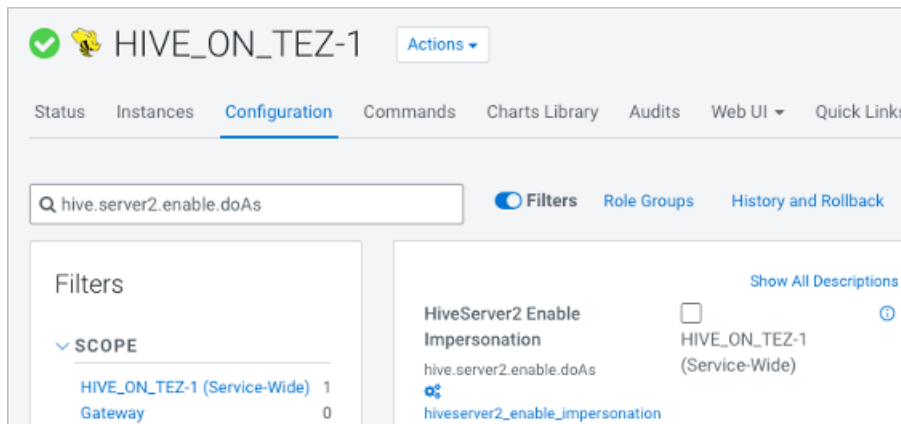 HIVE_ON_TEZ-1 Actions
Status Instances Configuration Commands Charts Library Audits Web UI Quick Links
hive.server2.enable.doAs Filters Role Groups History and Rollback
Filters
Show All Descriptions
SCOPE
HIVE_ON_TEZ-1 (Service-Wide) 1
Gateway 0
HiveServer2 Enable
Impersonation
hive.server2.enable.doAs
hiveserver2_enable_impersonation
HIVE_ON_TEZ-1
(Service-Wide)